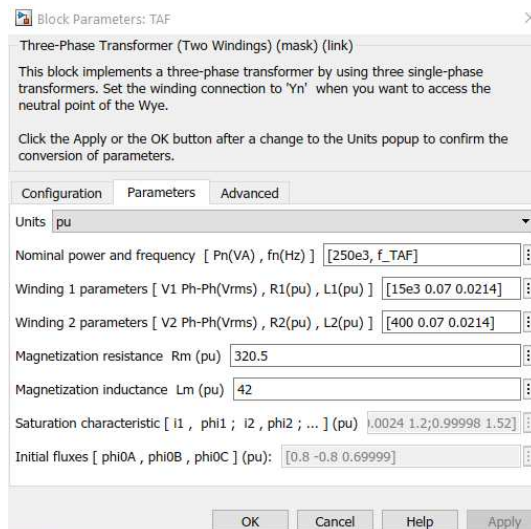 Block Parameters: TAF
Three-Phase Transformer (Two Windings) (mask) (link)
This block implements a three-phase transformer by using three single-phase
transformers. Set the winding connection to 'Yn' when you want to access the
neutral point of the Wye.
Click the Apply or the OK button after a change to the Units popup to confirm the
conversion of parameters.
Configuration Parameters Advanced
Units pu
Nominal power and frequency [ Pn(VA) , fn(Hz) ] [250e3, f_TAF]
Winding 1 parameters [ V1 Ph-Ph(Vrms) , R1(pu) , L1(pu) ] [15e3 0.07 0.0214]
Winding 2 parameters [ V2 Ph-Ph(Vrms) , R2(pu) , L2(pu) ] [400 0.07 0.0214]
Magnetization resistance Rm (pu) 320.5
Magnetization inductance Lm (pu) 42
Saturation characteristic [ i1 , phi1 ; i2 , phi2 ; ... ] (pu) .0024 1.2;0.99998 1.52]
Initial fluxes [ phi0A , phi0B , phi0C ] (pu): [0.8 -0.8 0.69999]
OK Cancel Help Apply